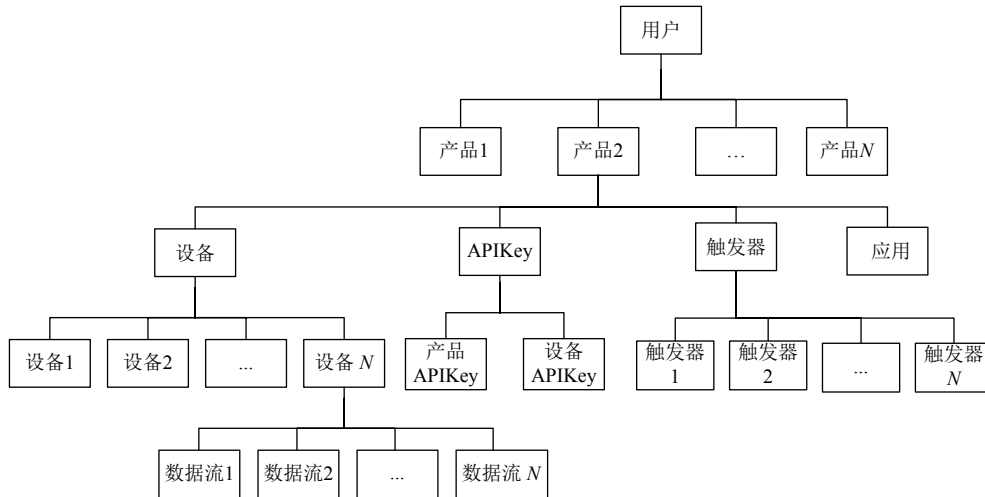 用户
产品1
产品2
...
产品N
设备
APIKey
触发器
应用
设备1
设备2
...
设备 N
产品
APIKey
设备
APIKey
触发器
1
触发器
2
...
触发器
N
数据流1
数据流2
...
数据流 N